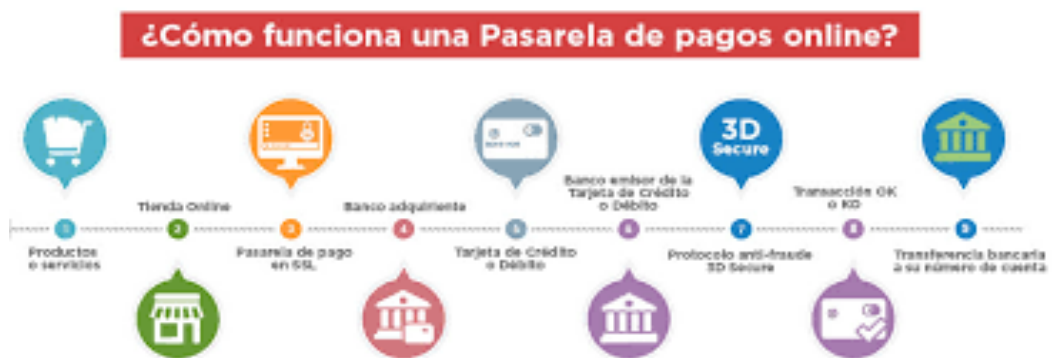 ¿Cómo funciona una Pasarela de pagos online?
3D
Secure
1
Productos
o servicios
Tienda Online
2
3
Pasarela de pago
en SSL
Banco adquiriente
4
5
Tarjeta de Crédito
o Débito
Banco emisor de la
Tarjeta de Crédito
o Débito
6
7
Protocolo anti-fraude
3D Secure
Transacción OK
o KO
8
9
Transferencia bancaria
a su número de cuenta